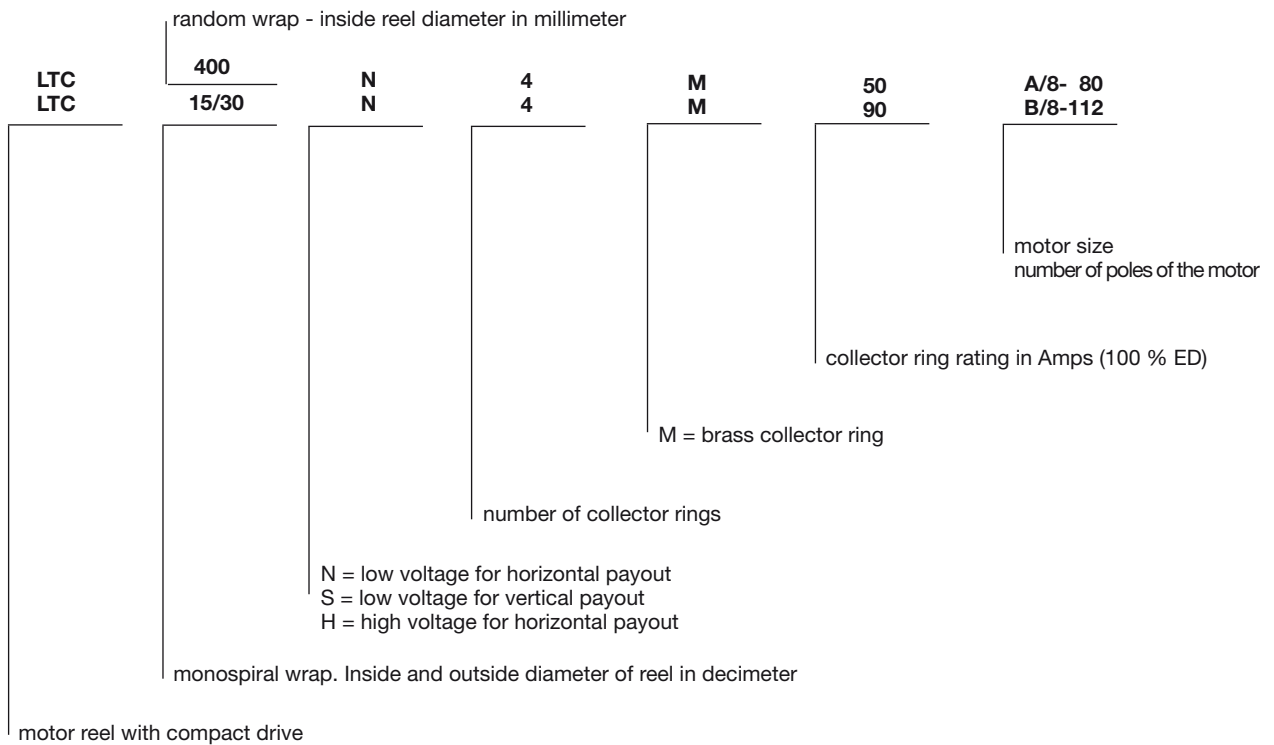 random wrap - inside reel diameter in millimeter
LTC 400 N 4 M 50 A/8- 80
LTC 15/30 N 4 M 90 B/8-112
motor size
number of poles of the motor
collector ring rating in Amps (100 % ED)
M = brass collector ring
number of collector rings
N = low voltage for horizontal payout
S = low voltage for vertical payout
H = high voltage for horizontal payout
monospiral wrap. Inside and outside diameter of reel in decimeter
motor reel with compact drive